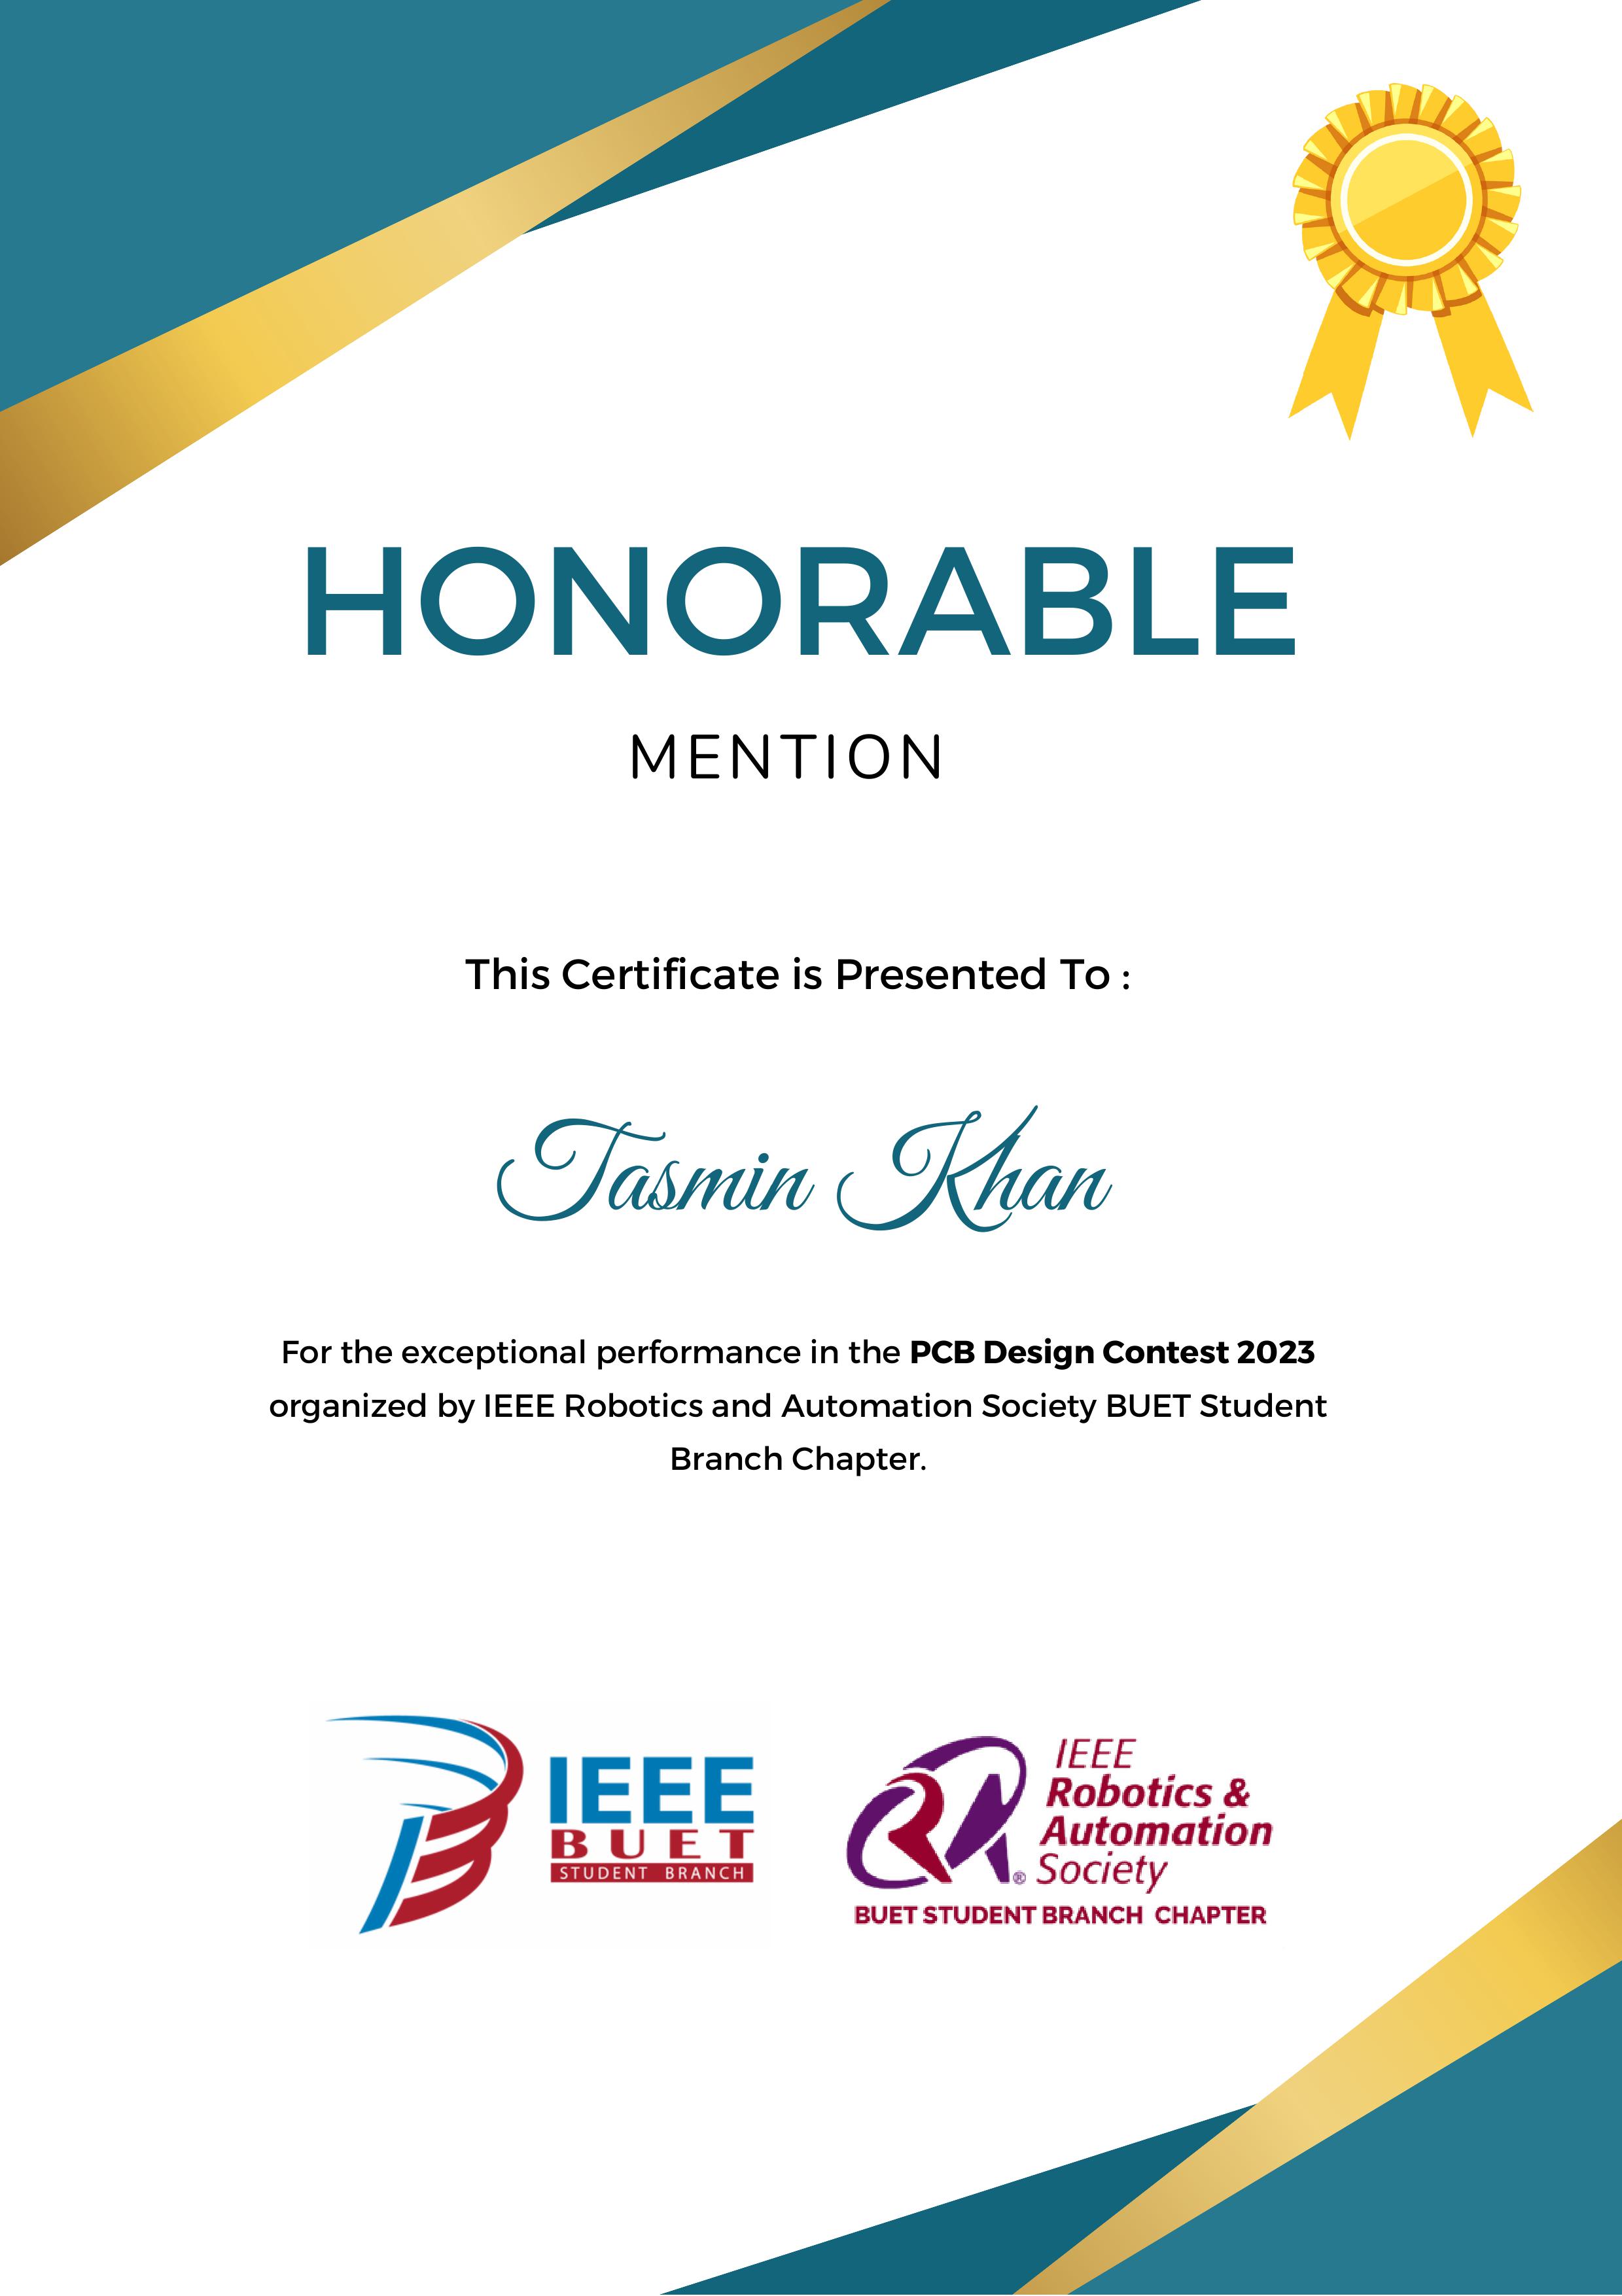 HONORABLE
MENTION
This Certificate is Presented To :
Tasmin Khan
For the exceptional performance in the PCB Design Contest 2023
organized by IEEE Robotics and Automation Society BUET Student
Branch Chapter.
IEEE
BUET
STUDENT BRANCH
IEEE
Robotics &
Automation
® Society
BUET STUDENT BRANCH CHAPTER